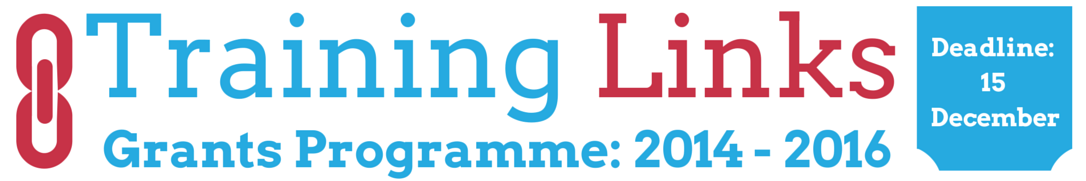 Training Links
Grants Programme: 2014 - 2016
Deadline:
15
December